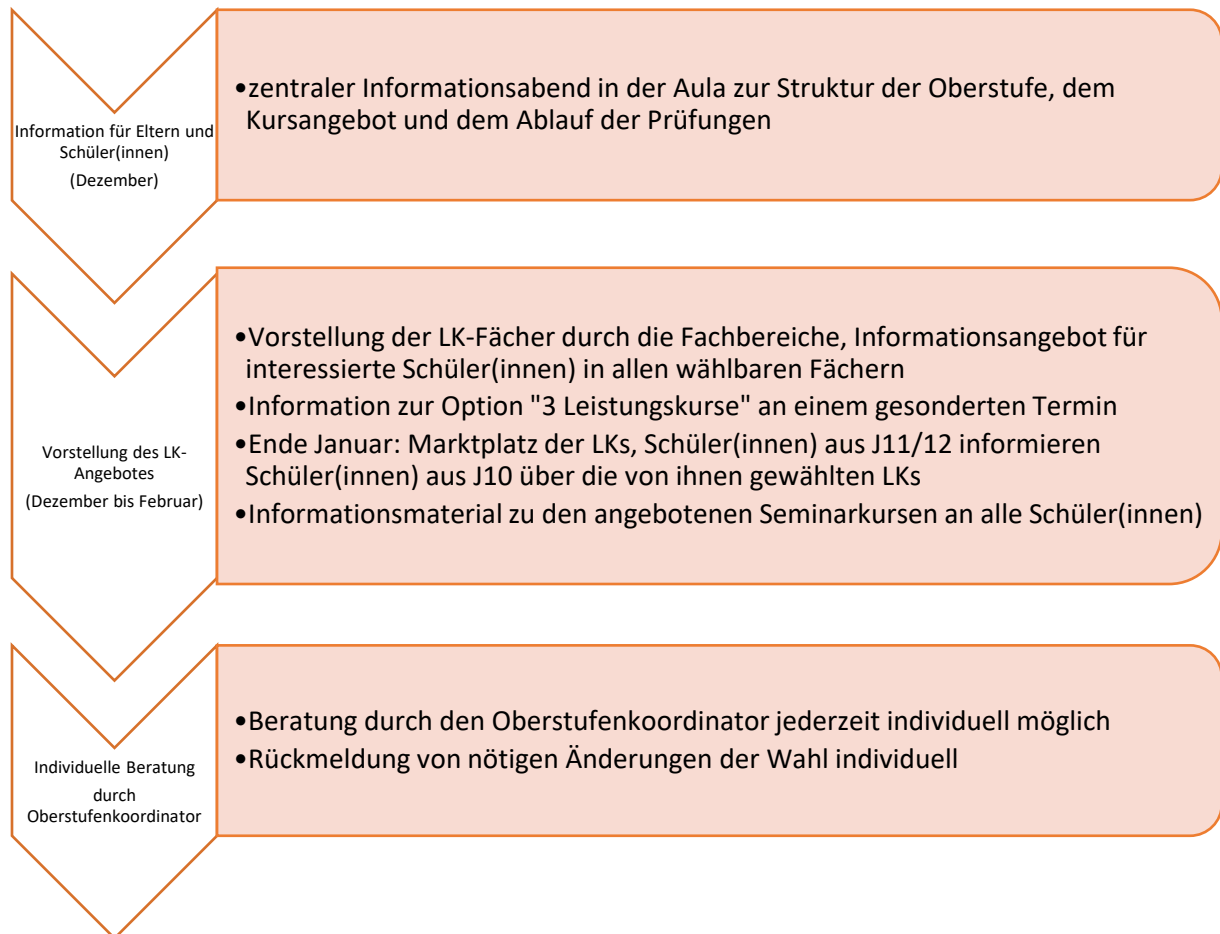 Information für Eltern und
Schüler(innen)
(Dezember)
•zentraler Informationsabend in der Aula zur Struktur der Oberstufe, dem
Kursangebot und dem Ablauf der Prüfungen
Vorstellung des LK-
Angebotes
(Dezember bis Februar)
•Vorstellung der LK-Fächer durch die Fachbereiche, Informationsangebot für
interessierte Schüler(innen) in allen wählbaren Fächern
•Information zur Option "3 Leistungskurse" an einem gesonderten Termin
•Ende Januar: Marktplatz der LKs, Schüler(innen) aus J11/12 informieren
Schüler(innen) aus J10 über die von ihnen gewählten LKs
•Informationsmaterial zu den angebotenen Seminarkursen an alle Schüler(innen)
Individuelle Beratung
durch
Oberstufenkoordinator
•Beratung durch den Oberstufenkoordinator jederzeit individuell möglich
•Rückmeldung von nötigen Änderungen der Wahl individuell